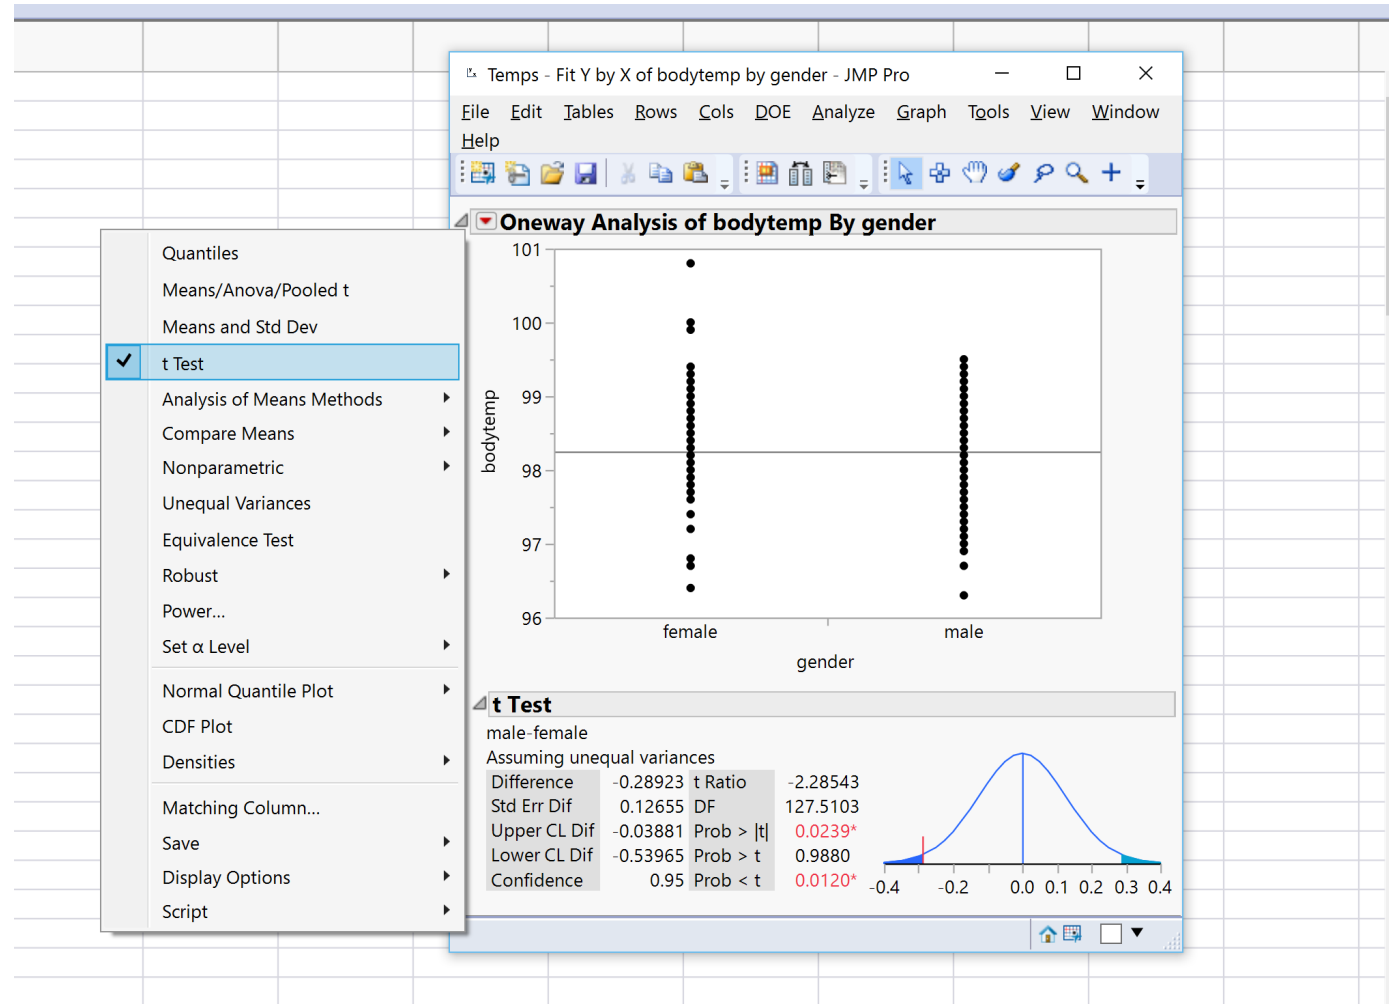 Temps - Fit Y by X of bodytemp by gender - JMP Pro
File Edit Tables Rows Cols DOE Analyze Graph Tools View Window
Help
Oneway Analysis of bodytemp By gender
Quantiles
Means/Anova/Pooled t
Means and Std Dev
t Test
Analysis of Means Methods
Compare Means
Nonparametric
Unequal Variances
Equivalence Test
Robust
Power...
Set α Level
Normal Quantile Plot
CDF Plot
Densities
Matching Column...
Save
Display Options
Script
101
100
99
98
97
96
bodytemp
female male
gender
t Test
male-female
Assuming unequal variances
Difference -0.28923 t Ratio -2.28543
Std Err Dif 0.12655 DF 127.5103
Upper CL Dif -0.03881 Prob > |t| 0.0239*
Lower CL Dif -0.53965 Prob > t 0.9880
Confidence 0.95 Prob < t 0.0120*
-0.4 -0.2 0.0 0.1 0.2 0.3 0.4